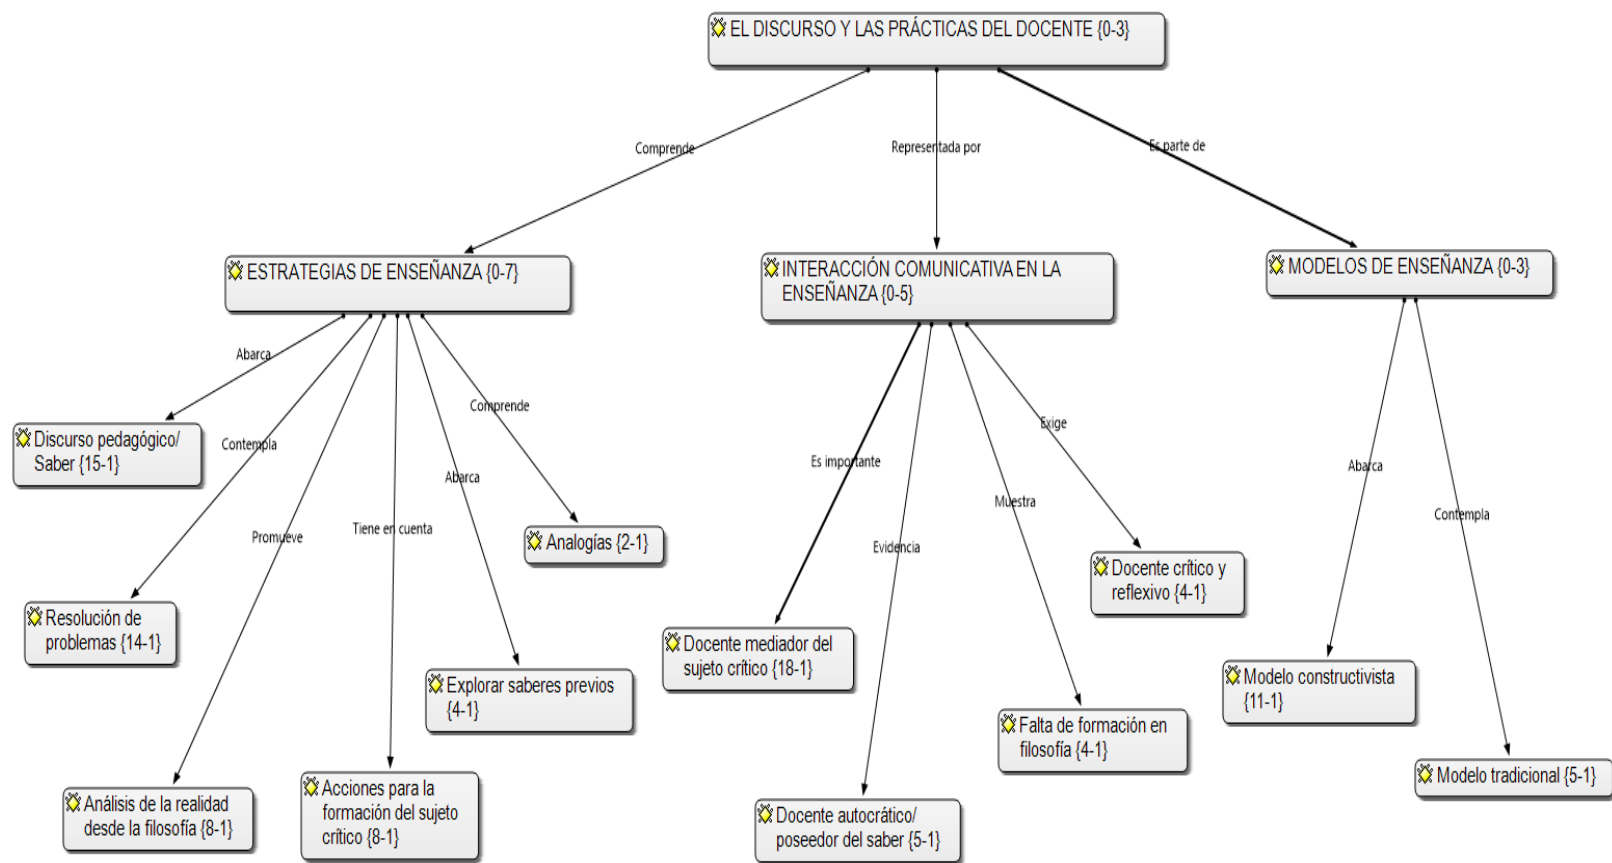 EL DISCURSO Y LAS PRÁCTICAS DEL DOCENTE {0-3}
Comprende
Representada por
Es parte de
ESTRATEGIAS DE ENSEÑANZA {0-7}
INTERACCIÓN COMUNICATIVA EN LA
ENSEÑANZA {0-5}
MODELOS DE ENSEÑANZA {0-3}
Abarca
Contempla
Promueve
Tiene en cuenta
Abarca
Comprende
Es importante
Evidencia
Muestra
Exige
Abarca
Contempla
Discurso pedagógico/
Saber {15-1}
Resolución de
problemas {14-1}
Análisis de la realidad
desde la filosofía {8-1}
Acciones para la
formación del sujeto
crítico {8-1}
Explorar saberes previos
{4-1}
Analogías {2-1}
Docente mediador del
sujeto crítico {18-1}
Docente autocrático/
poseedor del saber {5-1}
Falta de formación en
filosofía {4-1}
Docente crítico y
reflexivo {4-1}
Modelo constructivista
{11-1}
Modelo tradicional {5-1}